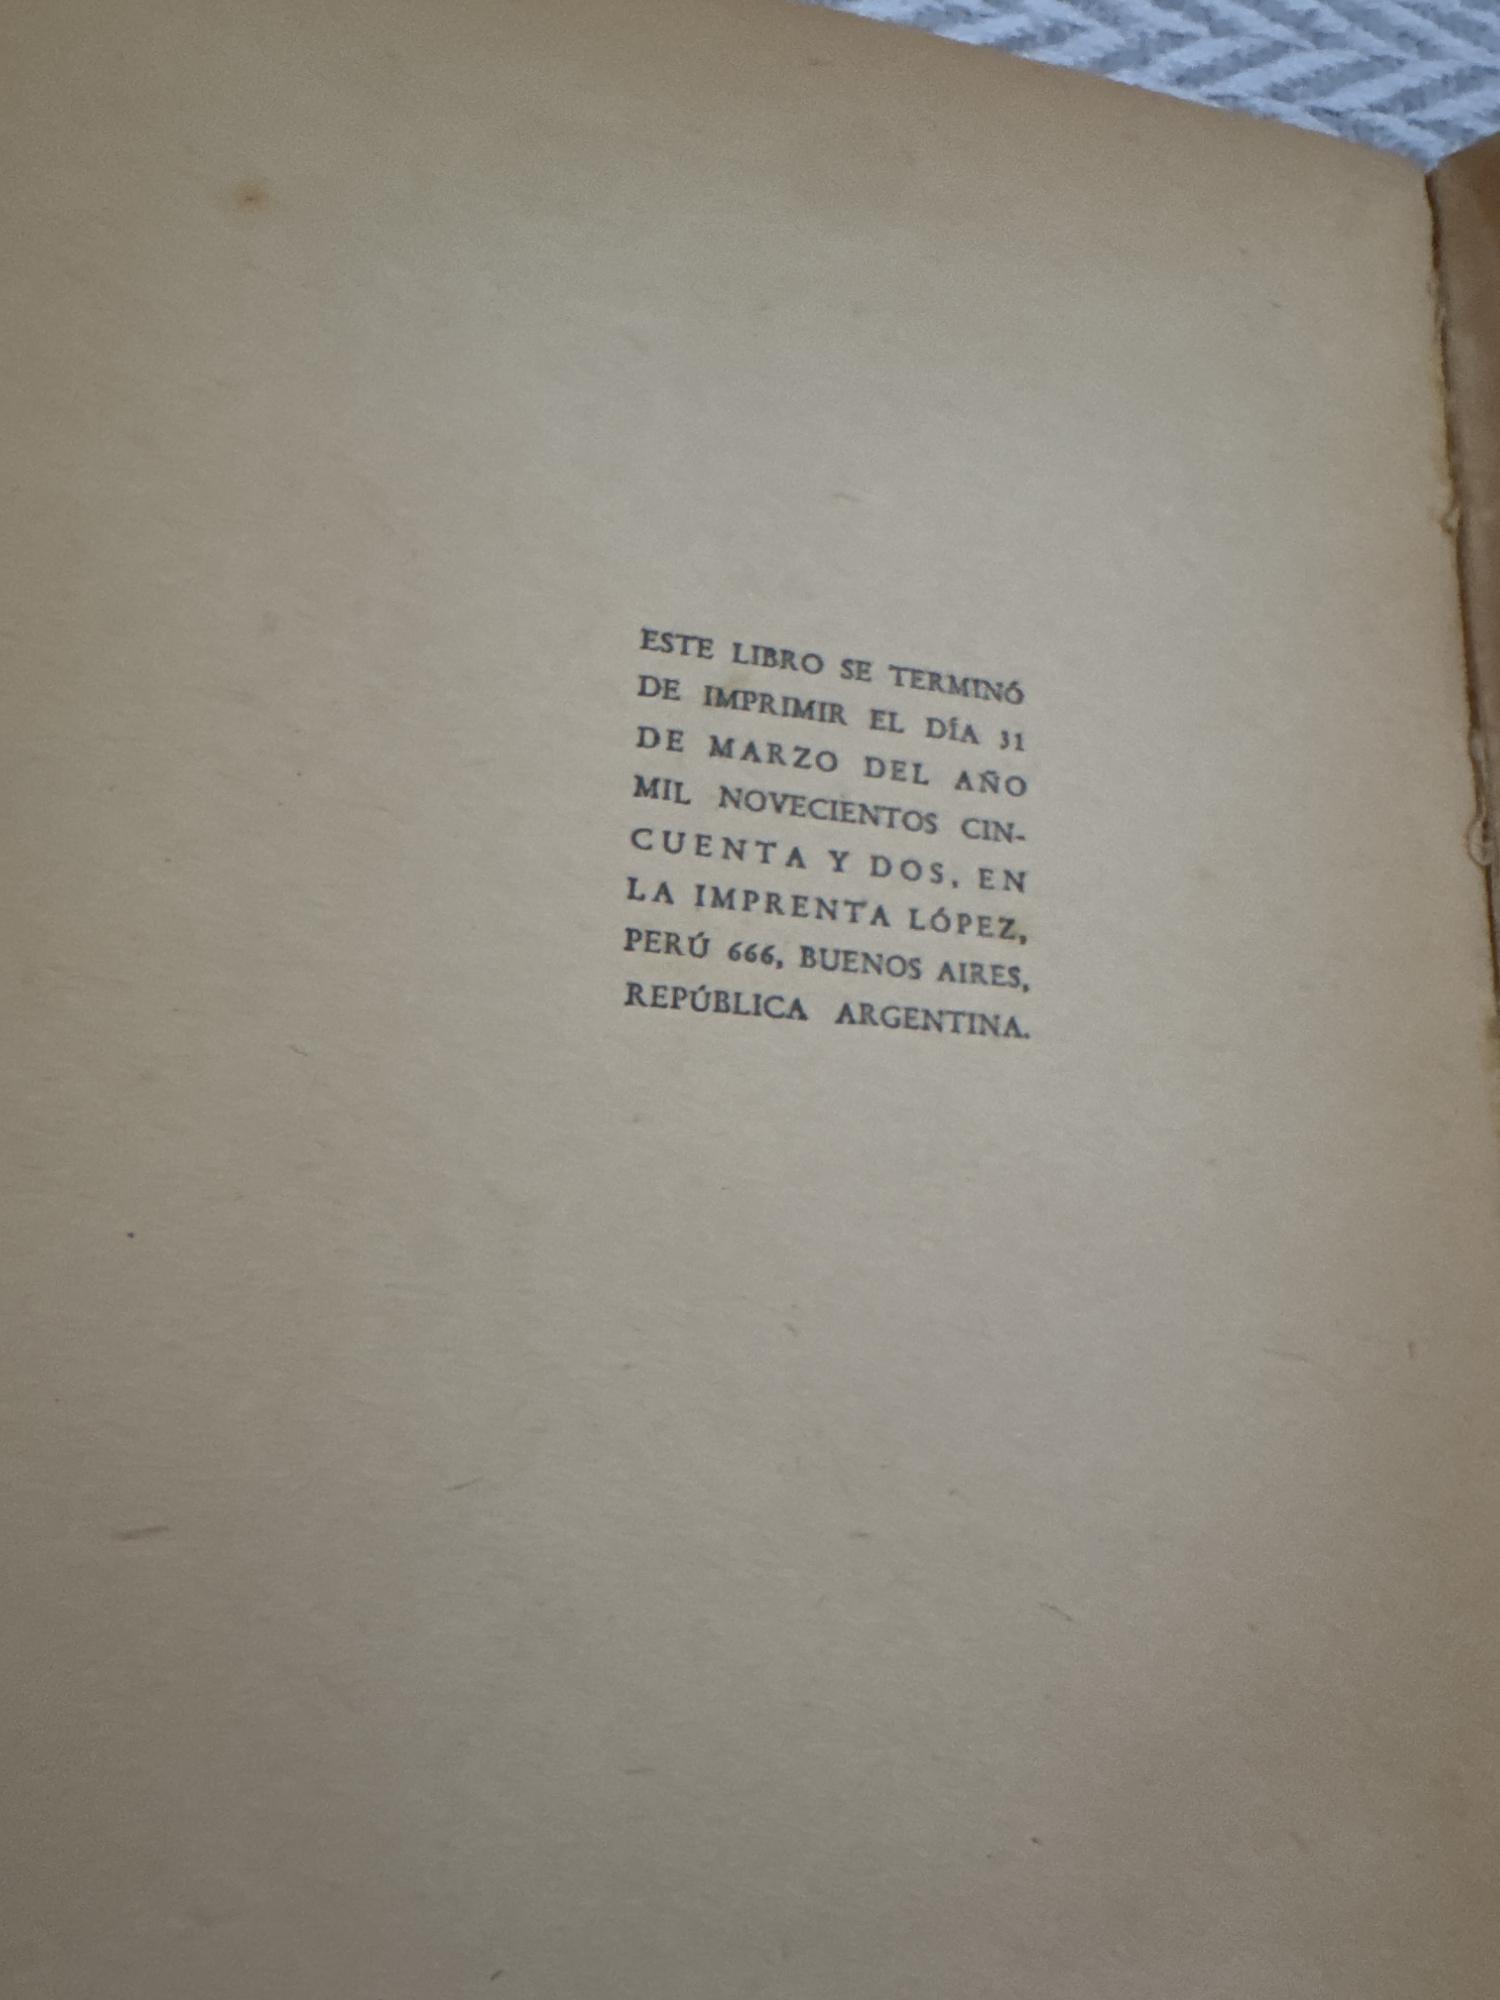 ESTE LIBRO SE TERMINÓ
DE IMPRIMIR EL DÍA 31
DE MARZO DEL AÑO
MIL NOVECIENTOS CIN-
CUENTA Y DOS, EN
LA IMPRENTA LÓPEZ,
PERÚ 666, BUENOS AIRES,
REPÚBLICA ARGENTINA.